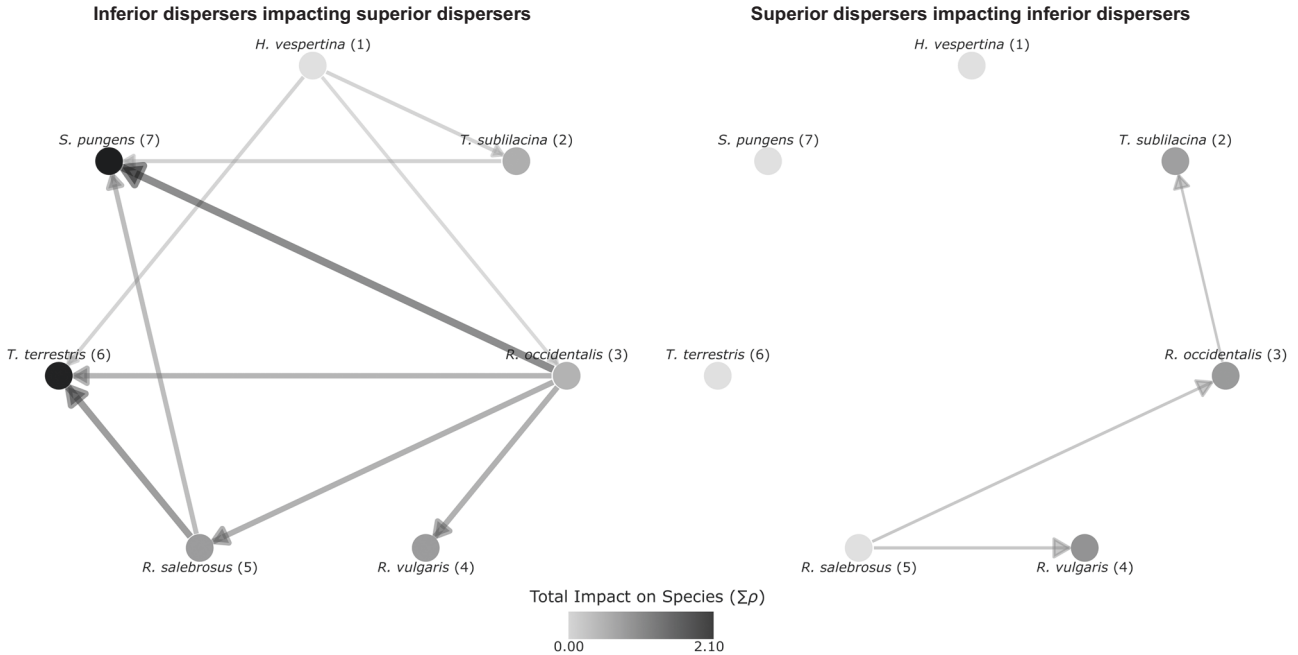 Inferior dispersers impacting superior dispersers
H. vespertina (1)
S. pungens (7)
T. sublilacina (2)
T. terrestris (6)
R. occidentalis (3)
R. salebrosus (5)
R. vulgaris (4)
Superior dispersers impacting inferior dispersers
H. vespertina (1)
S. pungens (7)
T. sublilacina (2)
T. terrestris (6)
R. occidentalis (3)
R. salebrosus (5)
R. vulgaris (4)
Total Impact on Species (Σρ)
0.00 2.10